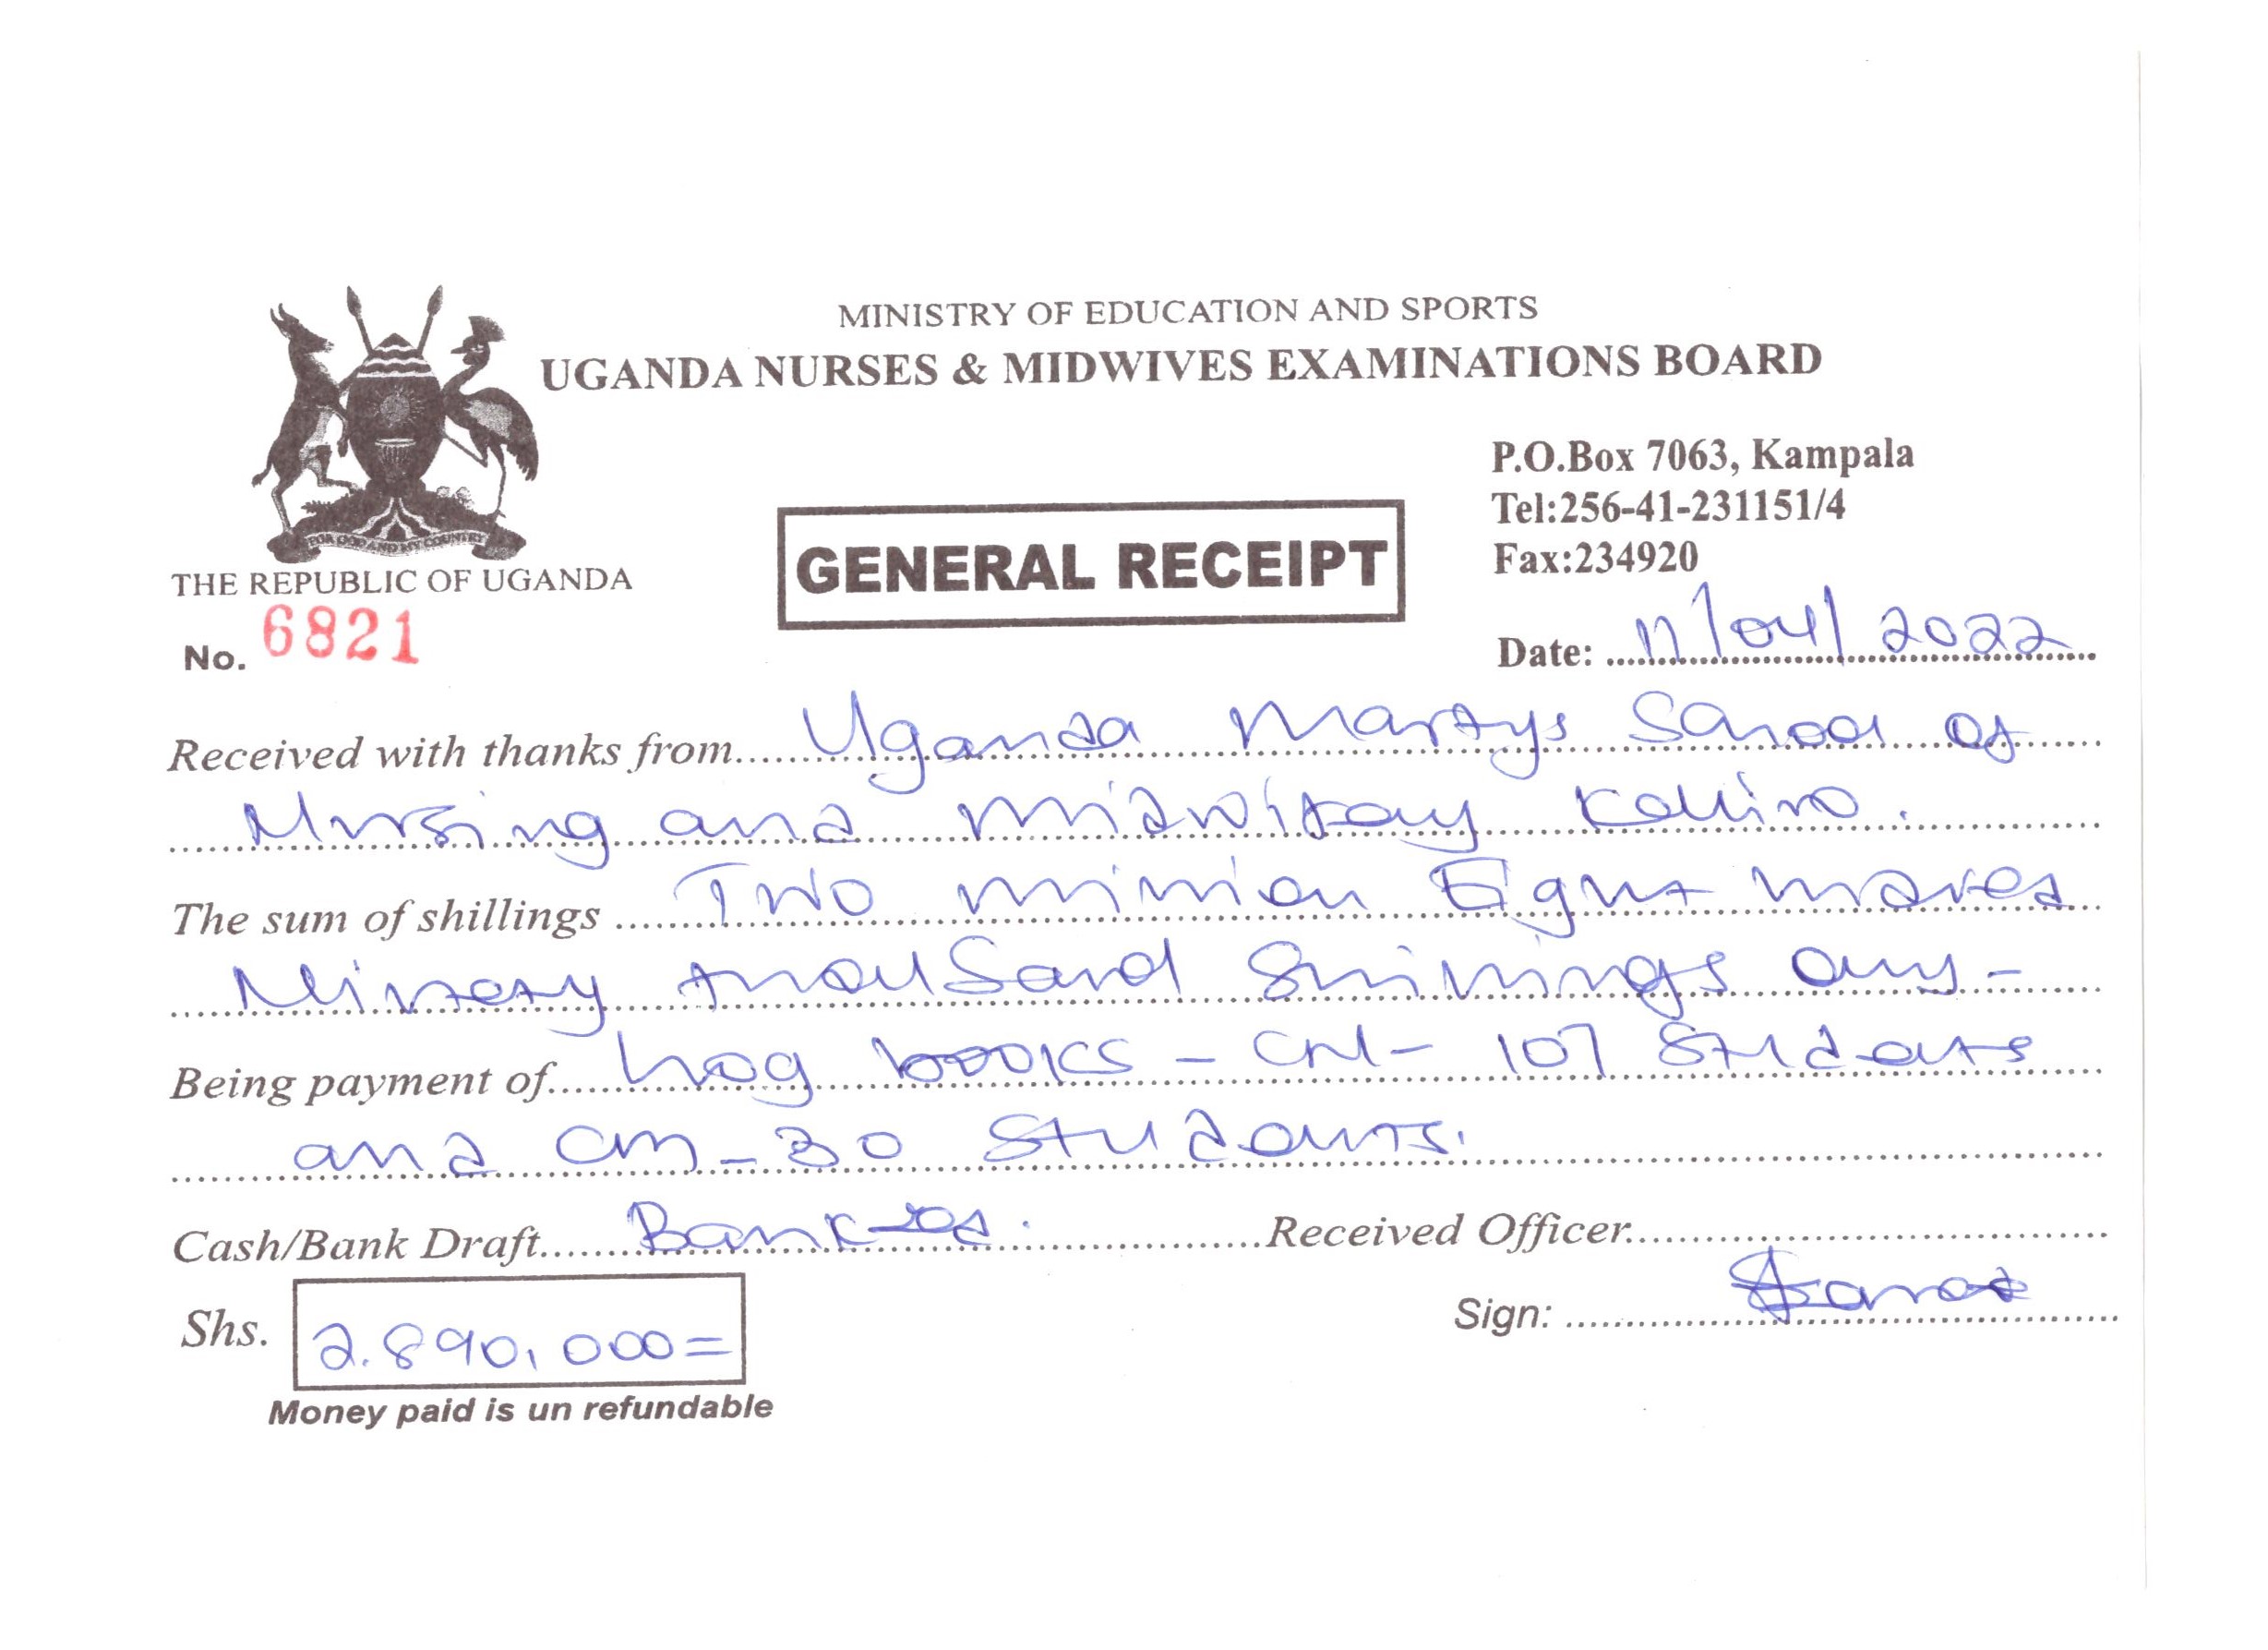 MINISTRY OF EDUCATION AND SPORTS
UGANDA NURSES & MIDWIVES EXAMINATIONS BOARD
P.O.Box 7063, Kampala
Tel:256-41-231151/4
Fax:234920
FOR GOD AND MY COUNTRY
THE REPUBLIC OF UGANDA
GENERAL RECEIPT
No. 6821
Date: 11/04/2022
Received with thanks from Uganda Martys School of
Nursing and midwifery
The sum of shillings Two million Eight hundred
Ninety thousand Shillings only -
Being payment of Log books - CN - 107 Students
and CM - 30 Students.
Cash/Bank Draft Banked. Received Officer
Shs. 2.890,000=
Sign:
Money paid is un refundable